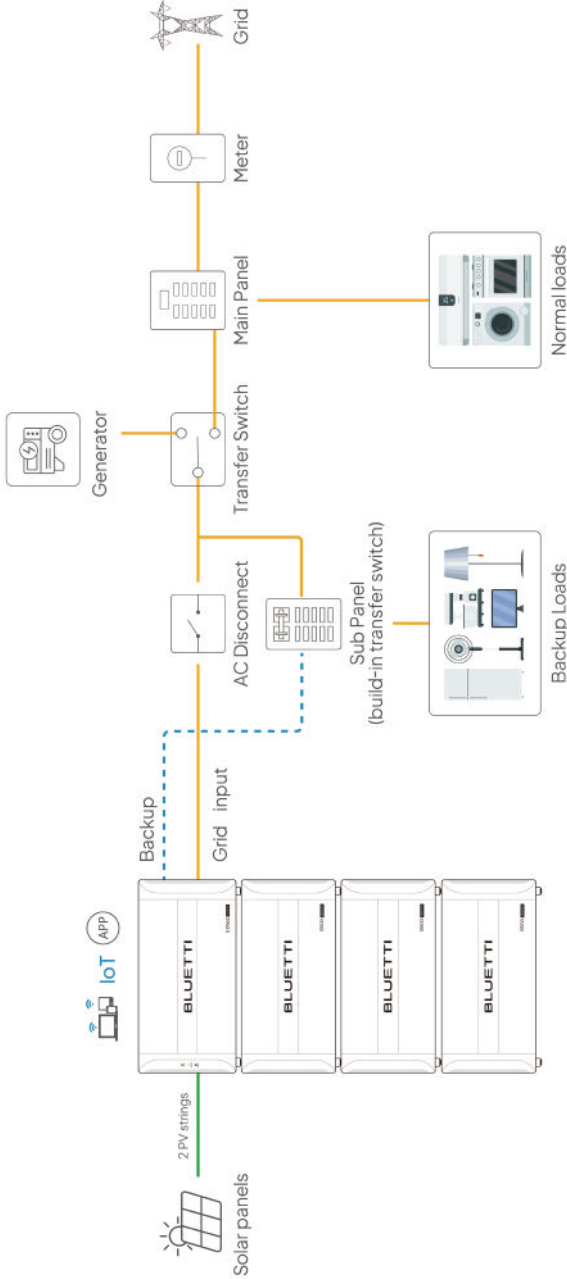 IoT
APP
Backup
Grid input
2 PV strings
Solar panels
BLUETTI
BLUETTI
BLUETTI
BLUETTI
AC Disconnect
Sub Panel
(build-in transfer switch)
Backup Loads
Generator
Transfer Switch
Main Panel
Meter
Grid
Normal loads